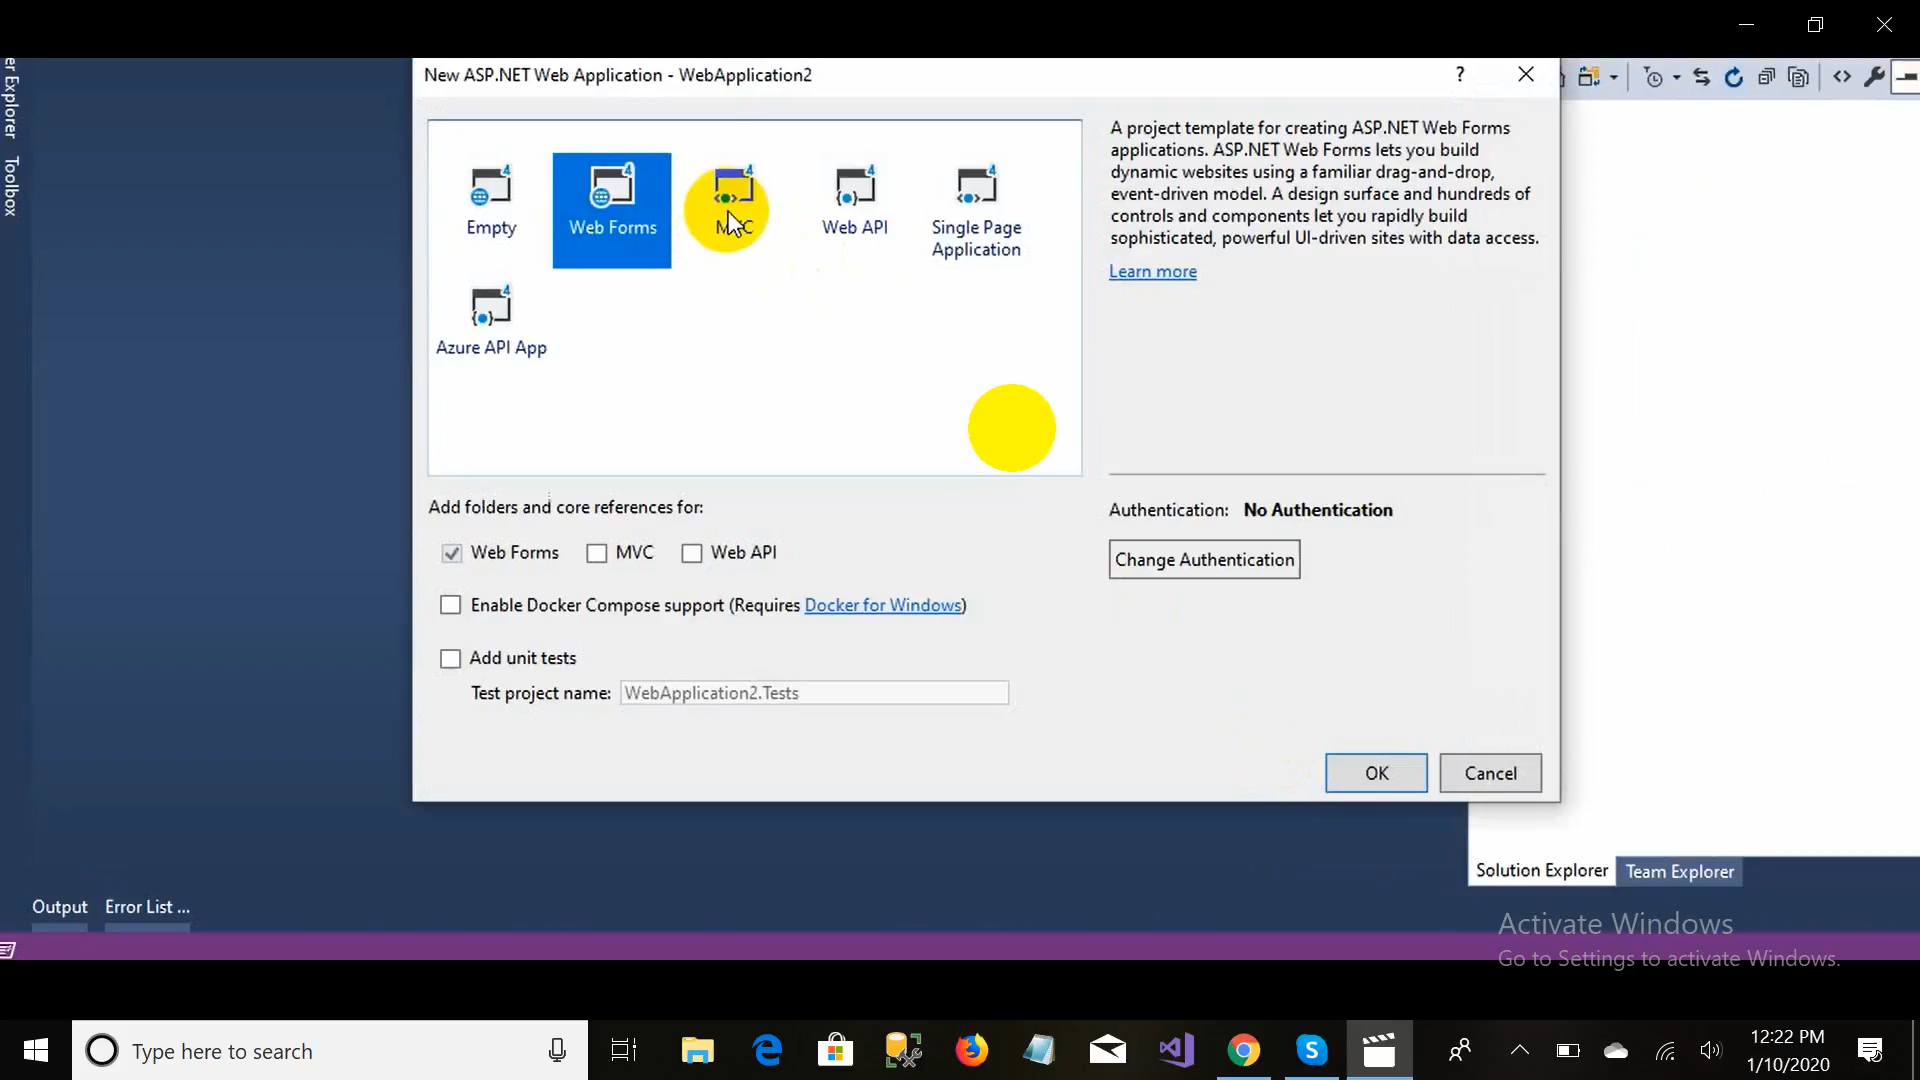 New ASP.NET Web Application - WebApplication2
?
er Explorer
Toolbox
Empty
Web Forms
MVC
Web API
Single Page
Application
Azure API App
A project template for creating ASP.NET Web Forms
applications. ASP.NET Web Forms lets you build
dynamic websites using a familiar drag-and-drop,
event-driven model. A design surface and hundreds of
controls and components let you rapidly build
sophisticated, powerful UI-driven sites with data access.
Learn more
Add folders and core references for:
Web Forms
MVC
Web API
Enable Docker Compose support (Requires Docker for Windows)
Add unit tests
Test project name:
WebApplication2.Tests
Authentication: No Authentication
Change Authentication
OK
Cancel
Solution Explorer
Team Explorer
Output
Error List ...
Activate Windows
Go to Settings to activate Windows.
Type here to search
12:22 PM
1/10/2020